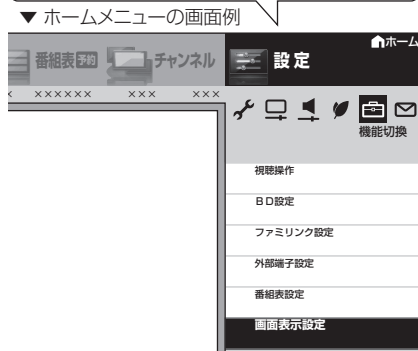 ▼ ホームメニューの画面例
番組表 予約 チャンネル 設定 ホーム
×××××× ××× ×××
機能切換
視聴操作
BD設定
ファミリンク設定
外部端子設定
番組表設定
画面表示設定